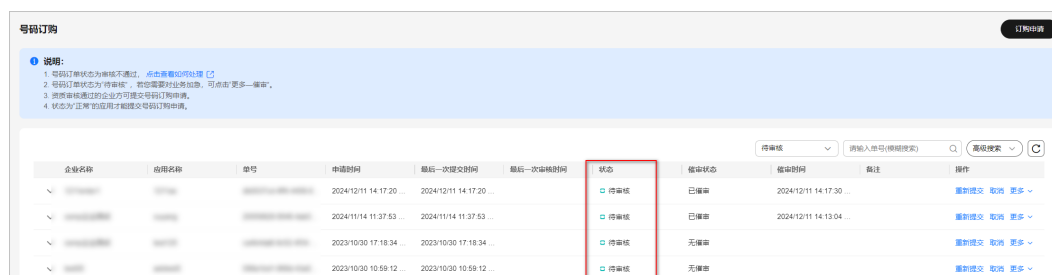 号码订购
订购申请
说明:
1. 号码订单状态为审核不通过， 点击查看如何处理
2. 号码订单状态为“待审核”，若您需要对业务加急，可点击“更多—催审”。
3. 资质审核通过的企业方可提交号码订购申请。
4. 状态为“正常”的应用才能提交号码订购申请。
待审核 请输入单号(模糊搜索) 高级搜索
企业名称 应用名称 单号 申请时间 最后一次提交时间 最后一次审核时间 状态 催审状态 催审时间 备注 操作
2024/12/11 14:17:20 ... 2024/12/11 14:17:20 ... 待审核 已催审 2024/12/11 14:17:30 ... 重新提交 取消 更多
2024/11/14 11:37:53 ... 2024/11/14 11:37:53 ... 待审核 已催审 2024/12/11 14:13:04 ... 重新提交 取消 更多
2023/10/30 17:18:34 ... 2023/10/30 17:18:34 ... 待审核 无催审 重新提交 取消 更多
2023/10/30 10:59:12 ... 2023/10/30 10:59:12 ... 待审核 无催审 重新提交 取消 更多